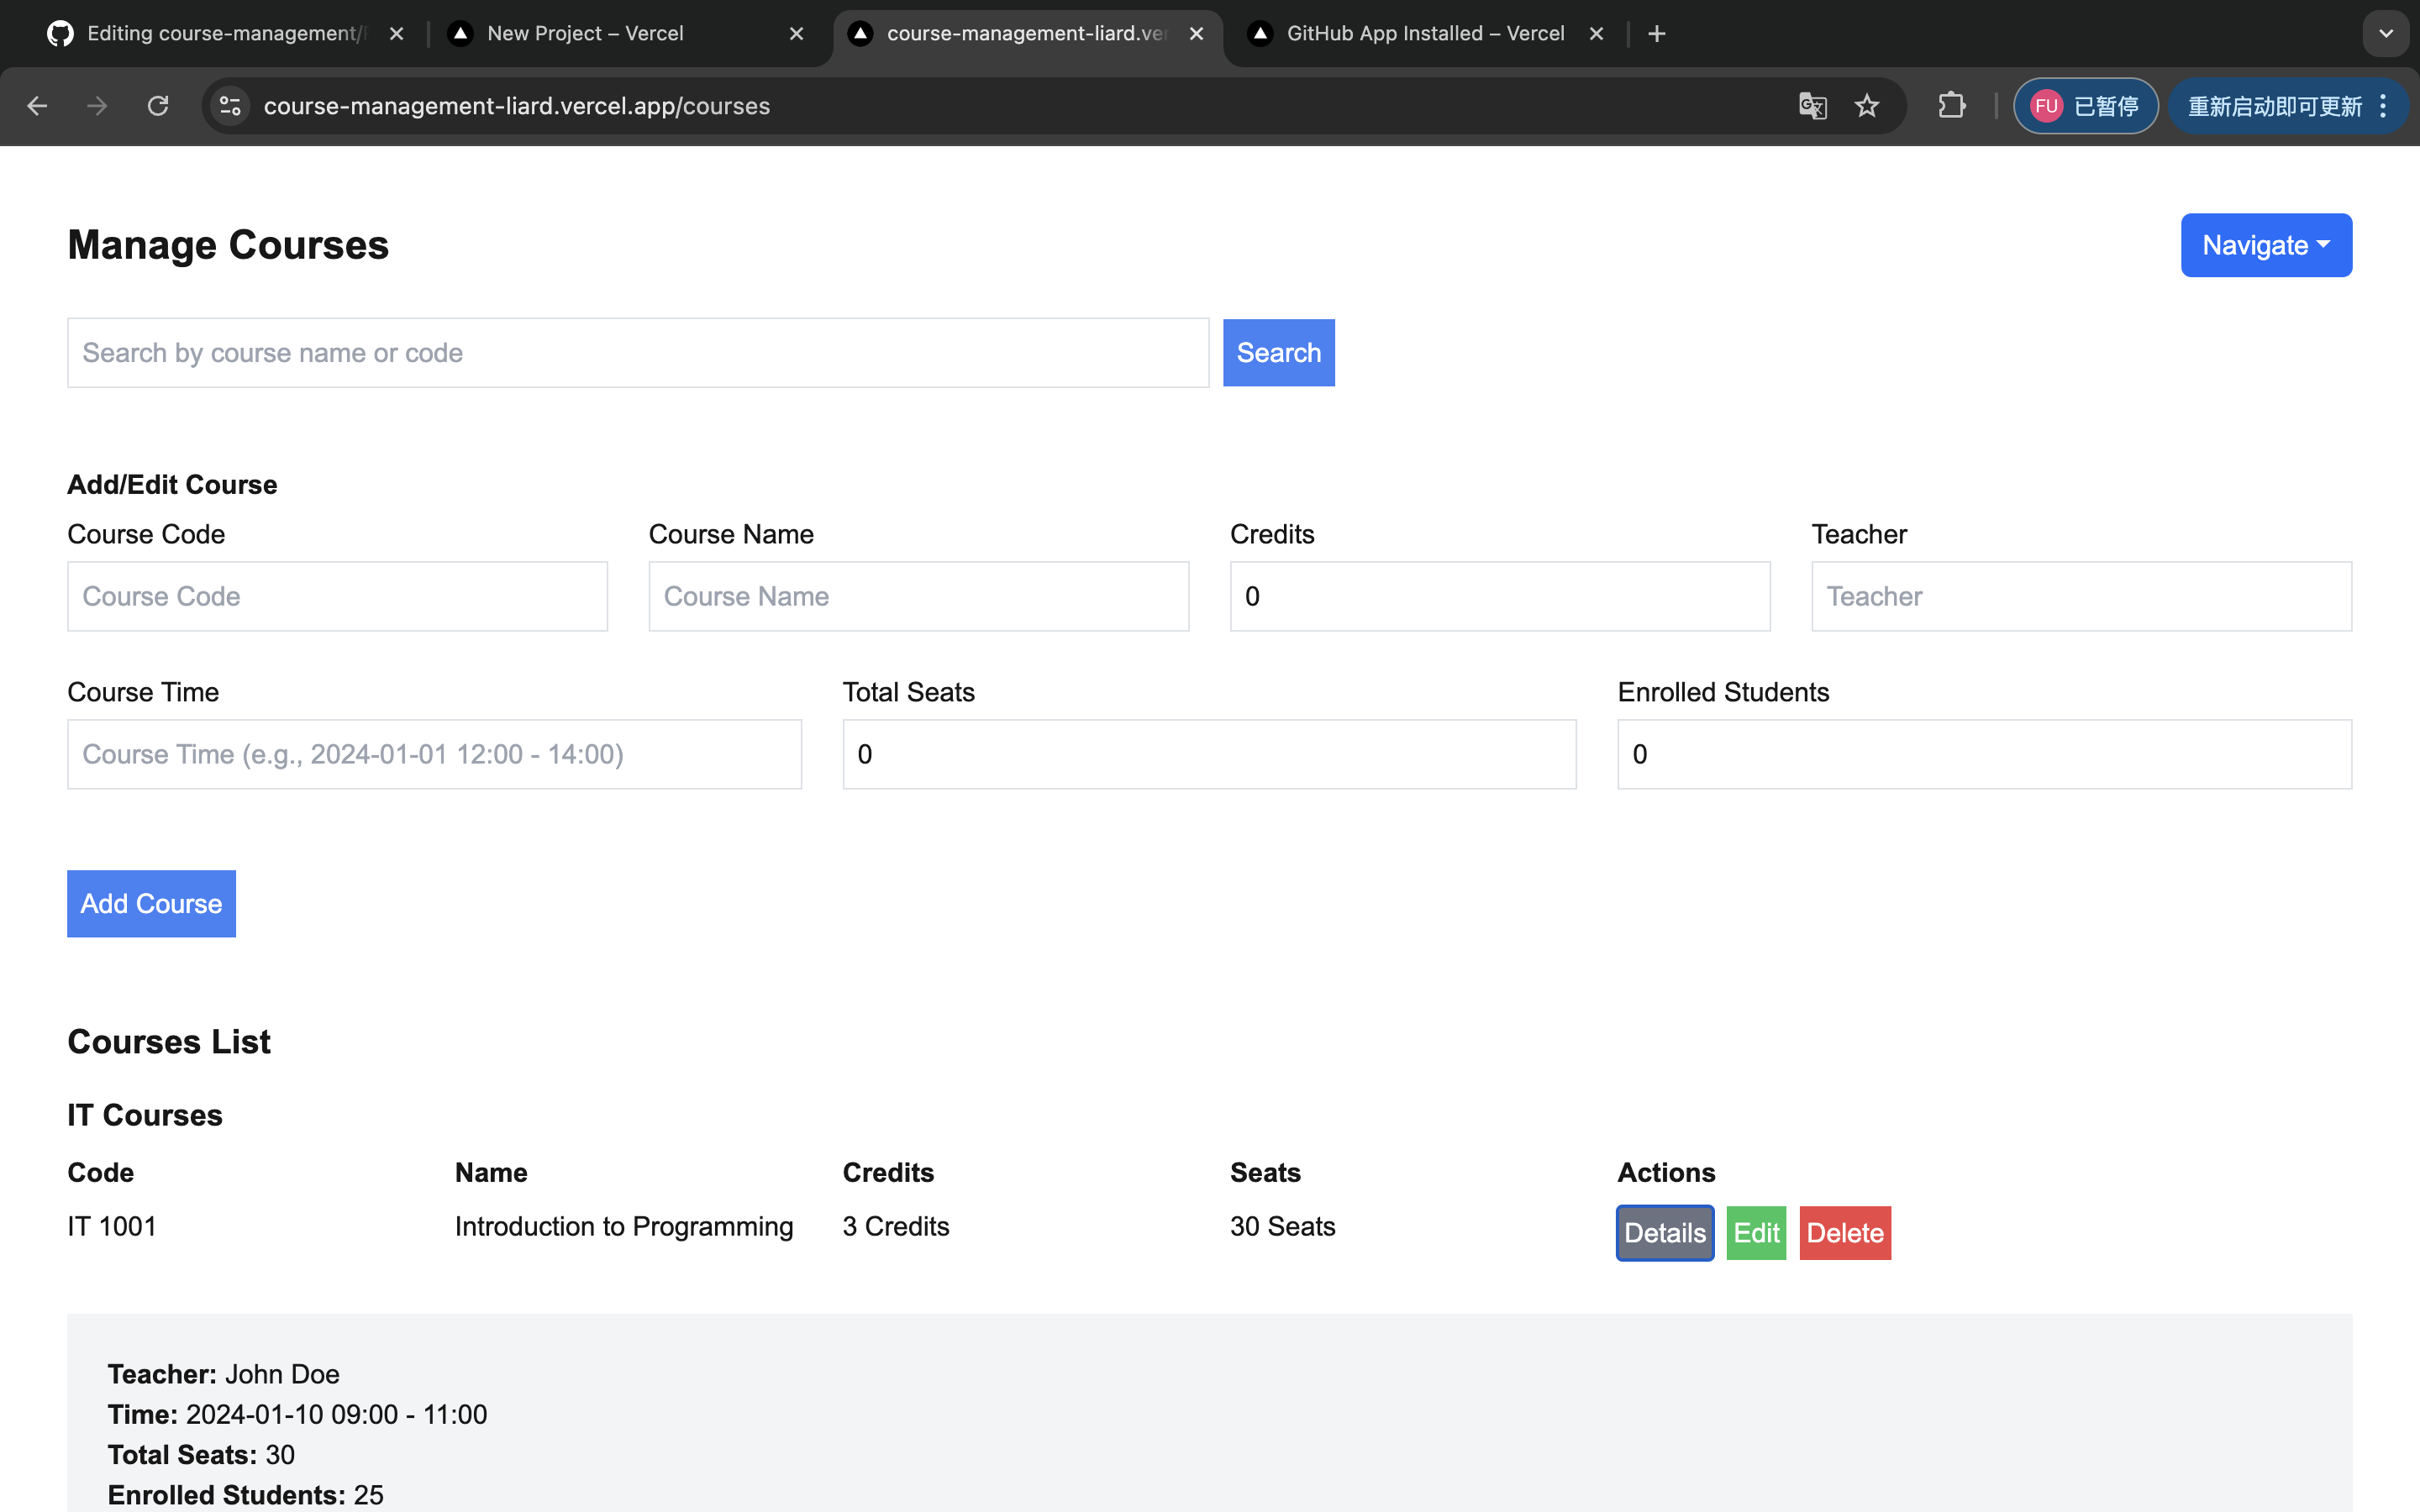 Editing course-management/
New Project – Vercel
course-management-liard.ver
GitHub App Installed – Vercel
course-management-liard.vercel.app/courses
FU 已暂停
重新启动即可更新
Manage Courses
Navigate
Search by course name or code
Search
Add/Edit Course
Course Code Course Name Credits Teacher
Course Code Course Name 0 Teacher
Course Time Total Seats Enrolled Students
Course Time (e.g., 2024-01-01 12:00 - 14:00) 0 0
Add Course
Courses List
IT Courses
Code Name Credits Seats Actions
IT 1001 Introduction to Programming 3 Credits 30 Seats Details Edit Delete
Teacher: John Doe
Time: 2024-01-10 09:00 - 11:00
Total Seats: 30
Enrolled Students: 25